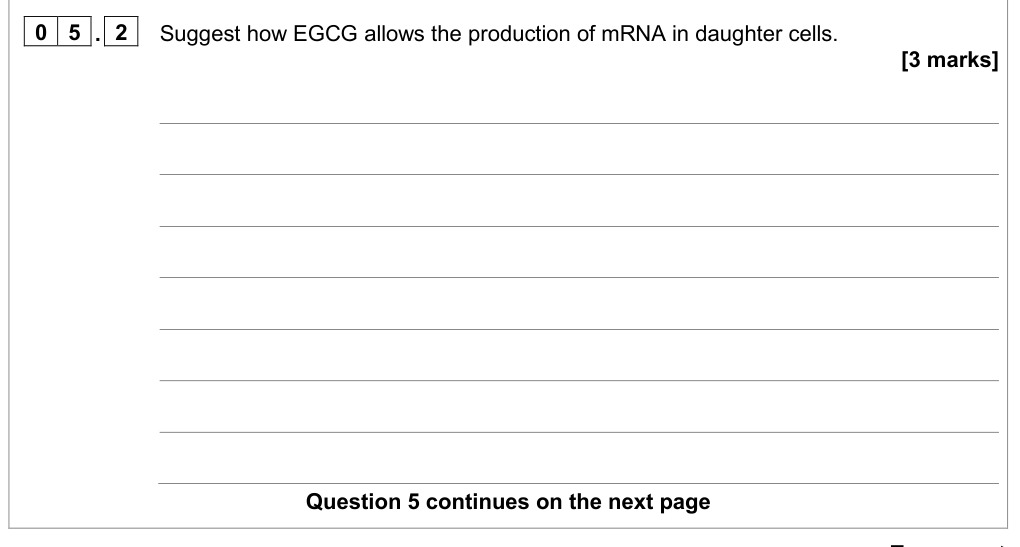 0 5 . 2 Suggest how EGCG allows the production of mRNA in daughter cells.
[3 marks]
Question 5 continues on the next page